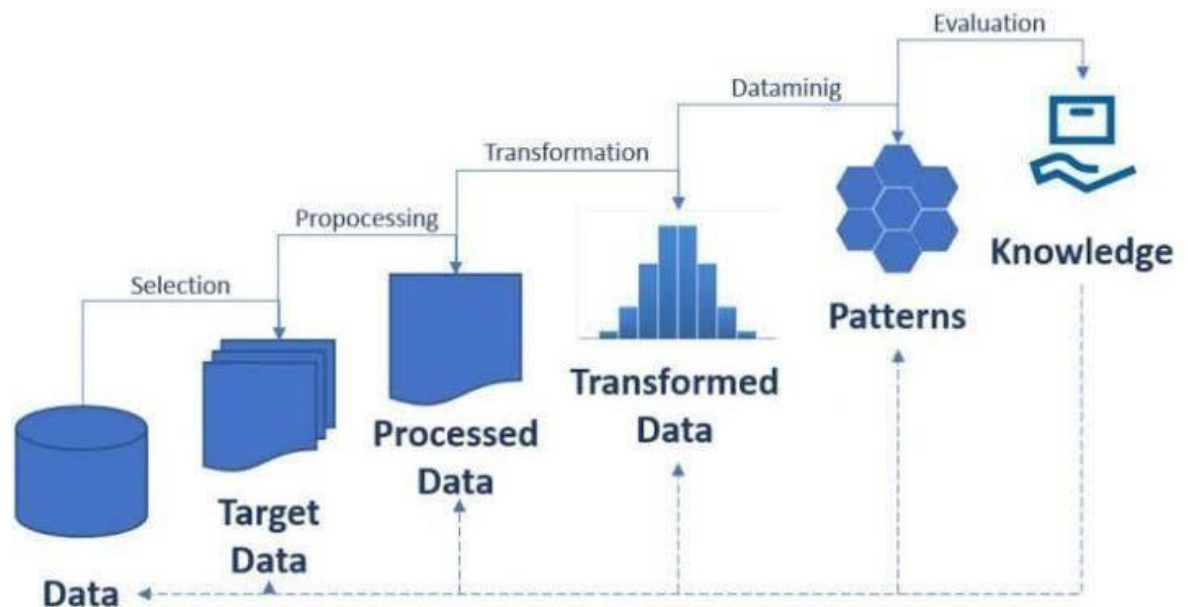 Evaluation
Dataminig
Transformation
Propocessing
Selection
Knowledge
Patterns
Transformed
Data
Processed
Data
Target
Data
Data